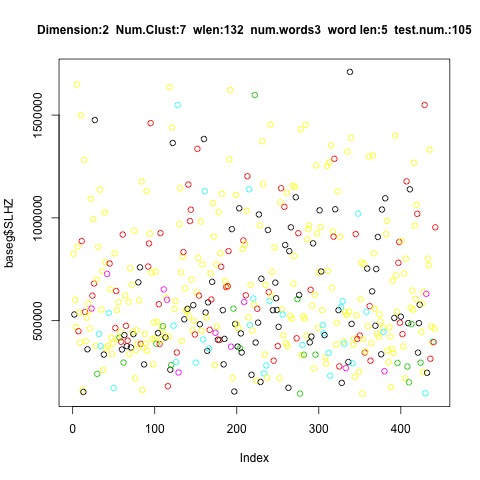 Dimension:2 Num.Clust:7 wlen:132 num.words3 word len:5 test.num.:105
baseg$SLHZ
1500000
1000000
500000
0 100 200 300 400
Index